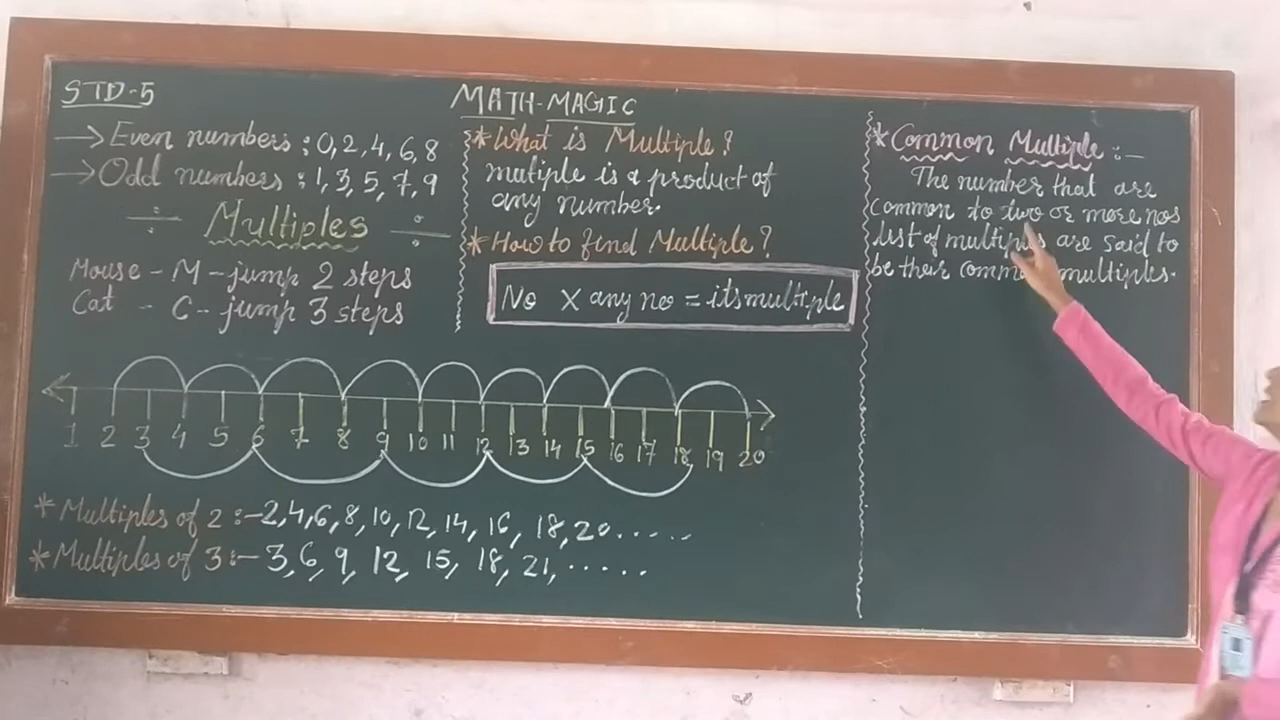 STD-5
MATH-MAGIC
→ Even numbers : 0, 2, 4, 6, 8
→ Odd numbers : 1, 3, 5, 7, 9
÷ Multiples ÷
Mouse - M - jump 2 steps
Cat - C - jump 3 steps
* What is Multiple?
mutiple is a product of
any number.
* How to find Multiple?
No X any no = its multiple
1 2 3 4 5 6 7 8 9 10 11 12 13 14 15 16 17 18 19 20
* Multiples of 2 :- 2, 4, 6, 8, 10, 12, 14, 16, 18, 20.....
* Multiples of 3 :- 3, 6, 9, 12, 15, 18, 21, .....
* Common Multiple :-
The number that are
common to two or more nos
list of multiples are said to
be their multiples.